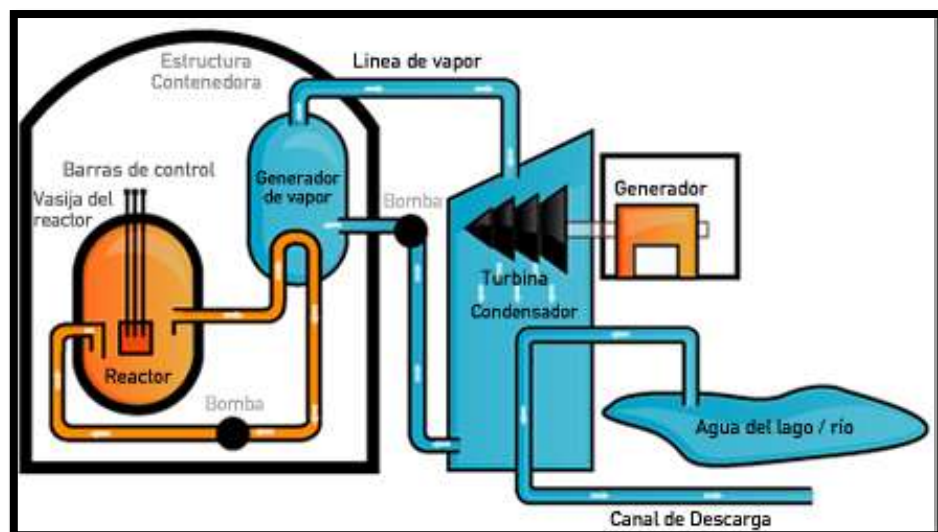 Estructura
Contenedora
Linea de vapor
Barras de control
Vasija del
reactor
Generador
de vapor
Bomba
Generador
Turbina
Condensador
Reactor
Bomba
Agua del lago / río
Canal de Descarga